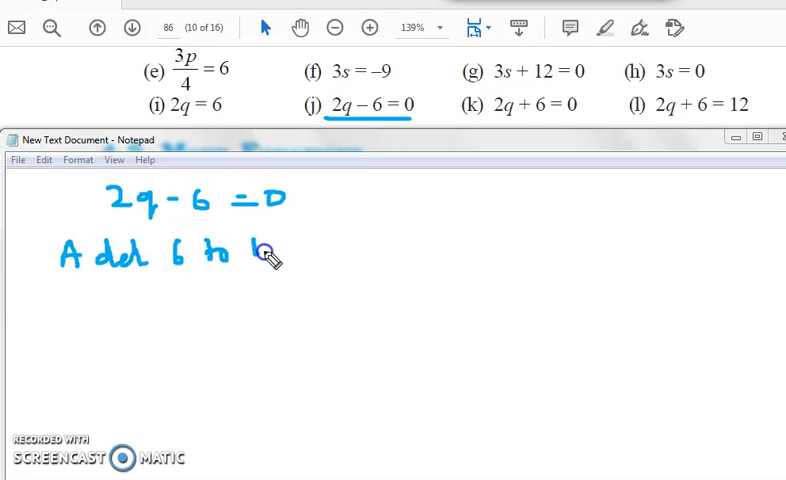 86 (10 of 16) 139%
(e) 3p/4 = 6 (f) 3s = –9 (g) 3s + 12 = 0 (h) 3s = 0
(i) 2q = 6 (j) 2q – 6 = 0 (k) 2q + 6 = 0 (l) 2q + 6 = 12
New Text Document - Notepad
File Edit Format View Help
2q - 6 = 0
Add 6 to b
RECORDED WITH
SCREENCAST MATIC